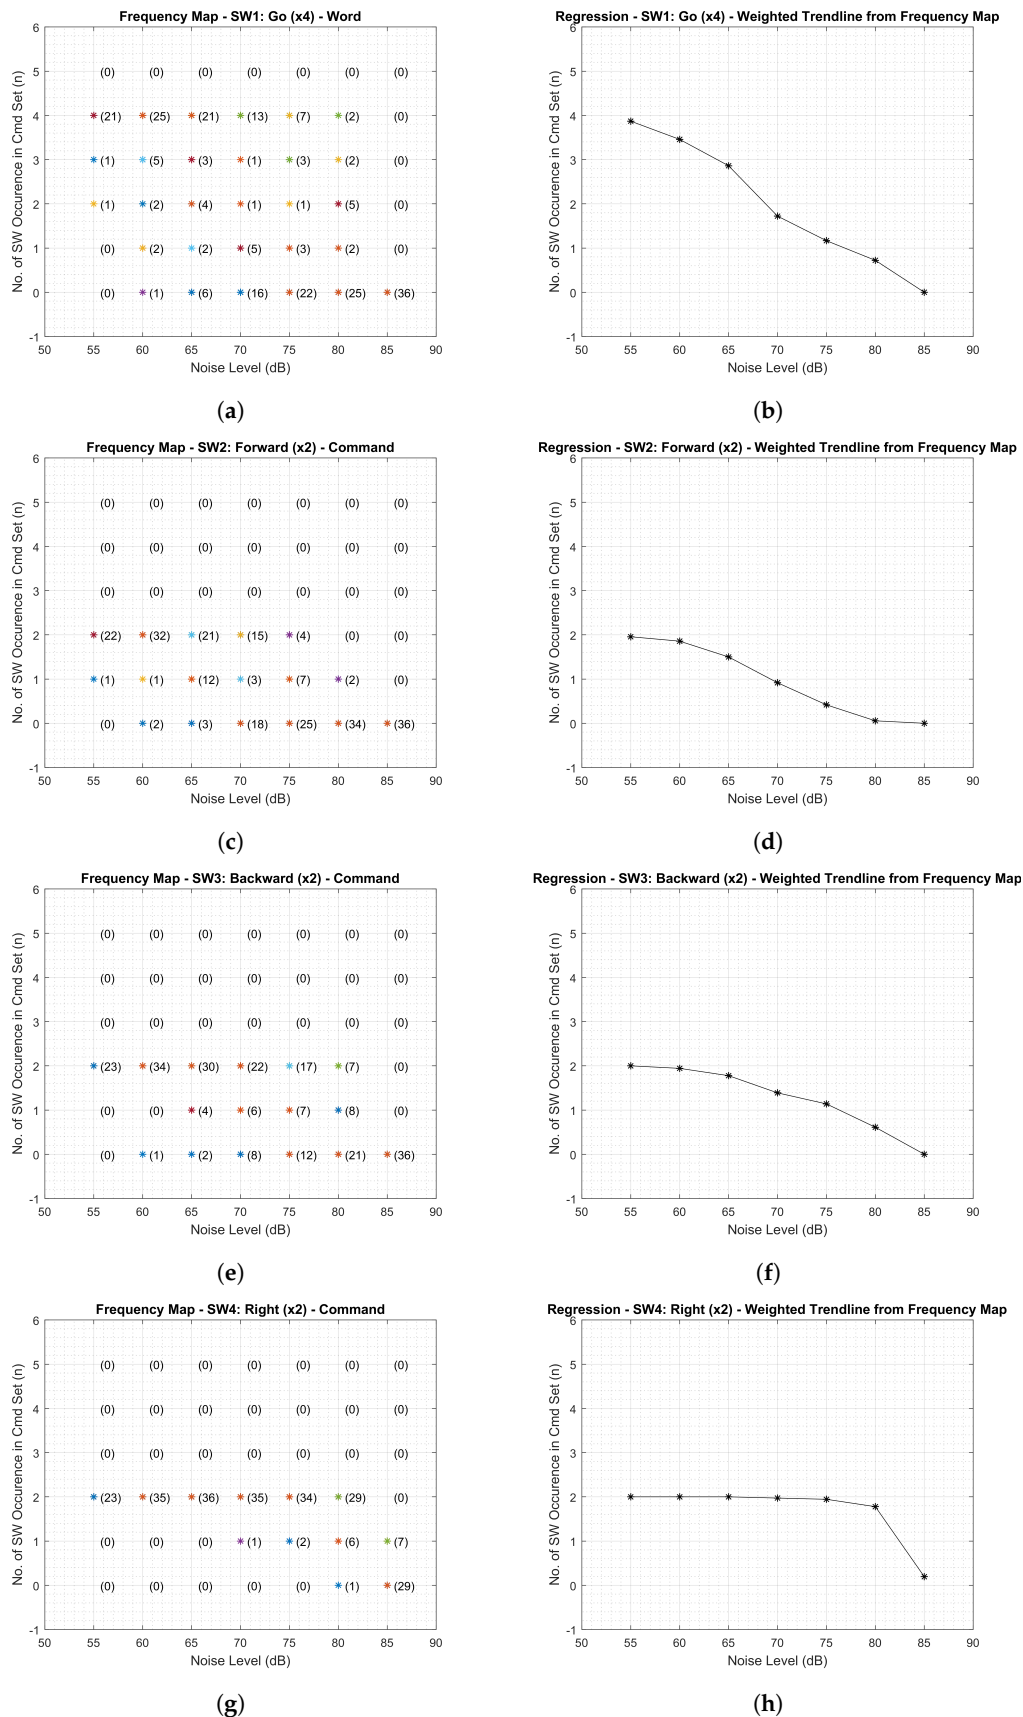 Frequency Map - SW1: Go (x4) - Word
6
5 (0) (0) (0) (0) (0) (0) (0)
4 (21) (25) (21) (13) (7) (2) (0)
3 (1) (5) (3) (1) (3) (2) (0)
2 (1) (2) (4) (1) (1) (5) (0)
1 (0) (2) (2) (5) (3) (2) (0)
0 (0) (1) (6) (16) (22) (25) (36)
-1
50 55 60 65 70 75 80 85 90
Noise Level (dB)
No. of SW Occurence in Cmd Set (n)
(a)
Regression - SW1: Go (x4) - Weighted Trendline from Frequency Map
6
5
4
3
2
1
0
-1
50 55 60 65 70 75 80 85 90
Noise Level (dB)
No. of SW Occurence in Cmd Set (n)
(b)
Frequency Map - SW2: Forward (x2) - Command
6
5 (0) (0) (0) (0) (0) (0) (0)
4 (0) (0) (0) (0) (0) (0) (0)
3 (0) (0) (0) (0) (0) (0) (0)
2 (22) (32) (21) (15) (4) (0) (0)
1 (1) (1) (12) (3) (7) (2) (0)
0 (0) (2) (3) (18) (25) (34) (36)
-1
50 55 60 65 70 75 80 85 90
Noise Level (dB)
No. of SW Occurence in Cmd Set (n)
(c)
Regression - SW2: Forward (x2) - Weighted Trendline from Frequency Map
6
5
4
3
2
1
0
-1
50 55 60 65 70 75 80 85 90
Noise Level (dB)
No. of SW Occurence in Cmd Set (n)
(d)
Frequency Map - SW3: Backward (x2) - Command
6
5 (0) (0) (0) (0) (0) (0) (0)
4 (0) (0) (0) (0) (0) (0) (0)
3 (0) (0) (0) (0) (0) (0) (0)
2 (23) (34) (30) (22) (17) (7) (0)
1 (0) (0) (4) (6) (7) (8) (0)
0 (0) (1) (2) (8) (12) (21) (36)
-1
50 55 60 65 70 75 80 85 90
Noise Level (dB)
No. of SW Occurence in Cmd Set (n)
(e)
Regression - SW3: Backward (x2) - Weighted Trendline from Frequency Map
6
5
4
3
2
1
0
-1
50 55 60 65 70 75 80 85 90
Noise Level (dB)
No. of SW Occurence in Cmd Set (n)
(f)
Frequency Map - SW4: Right (x2) - Command
6
5 (0) (0) (0) (0) (0) (0) (0)
4 (0) (0) (0) (0) (0) (0) (0)
3 (0) (0) (0) (0) (0) (0) (0)
2 (23) (35) (36) (35) (34) (29) (0)
1 (0) (0) (0) (1) (2) (6) (7)
0 (0) (0) (0) (0) (0) (1) (29)
-1
50 55 60 65 70 75 80 85 90
Noise Level (dB)
No. of SW Occurence in Cmd Set (n)
(g)
Regression - SW4: Right (x2) - Weighted Trendline from Frequency Map
6
5
4
3
2
1
0
-1
50 55 60 65 70 75 80 85 90
Noise Level (dB)
No. of SW Occurence in Cmd Set (n)
(h)